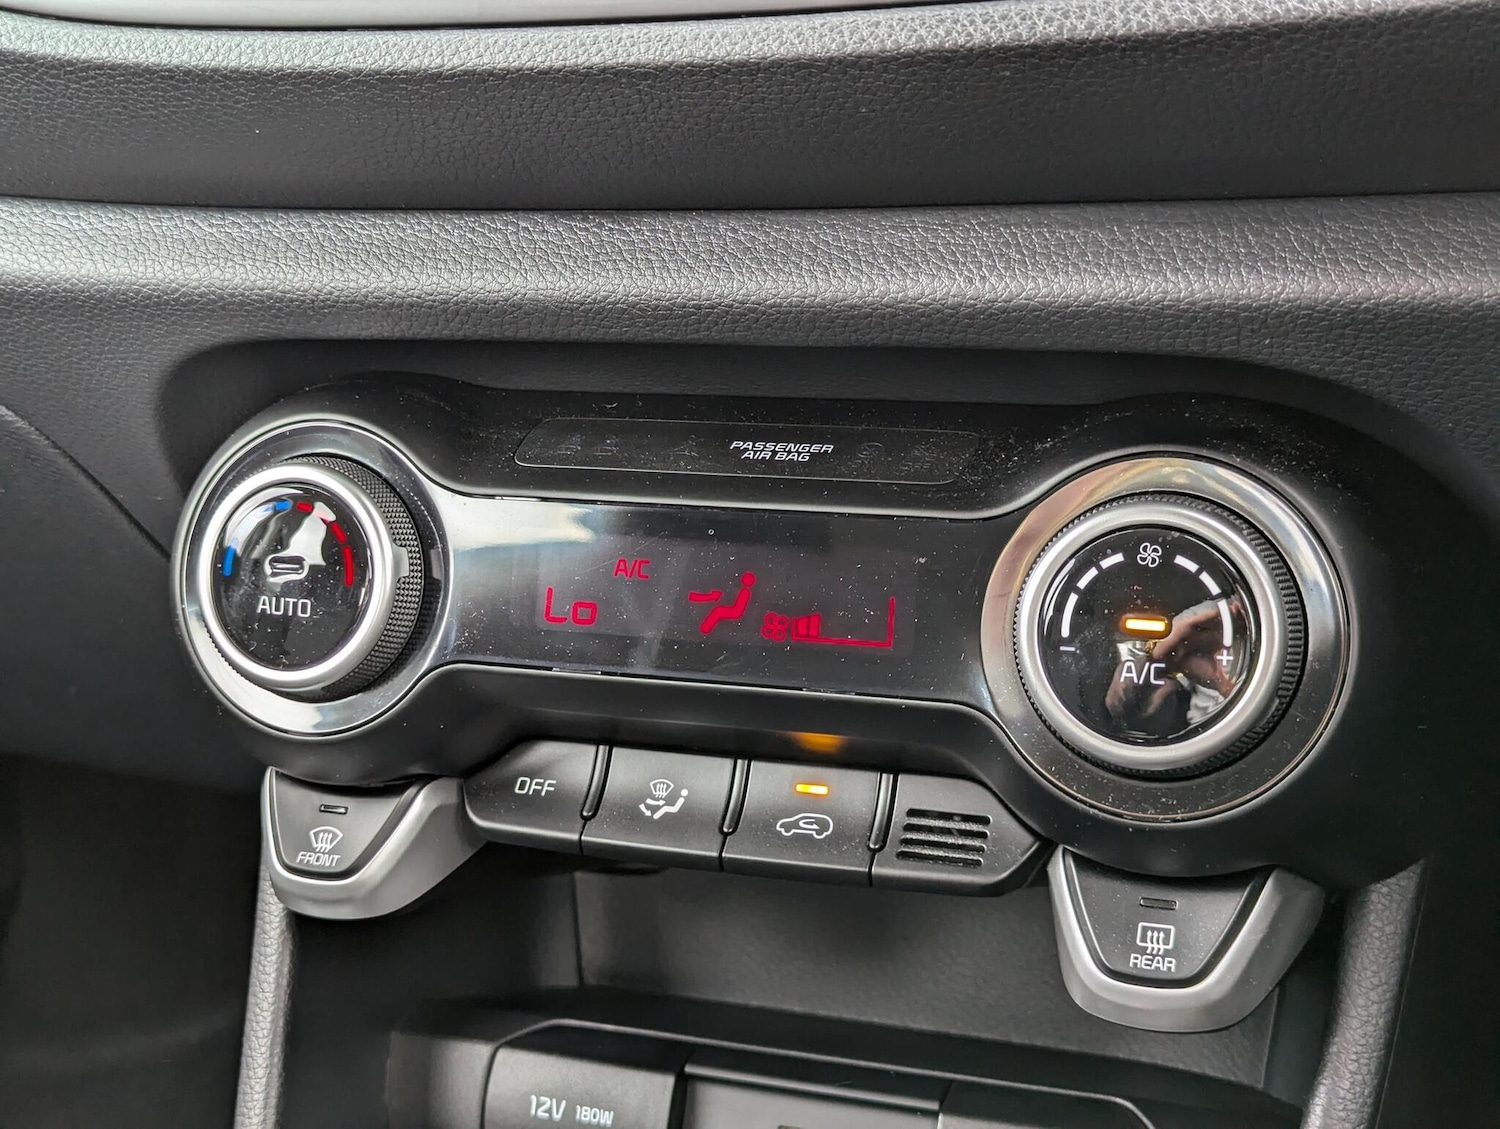 PASSENGER
AIR BAG
A/C
Lo
AUTO
A/C
OFF
FRONT
REAR
12V 180W